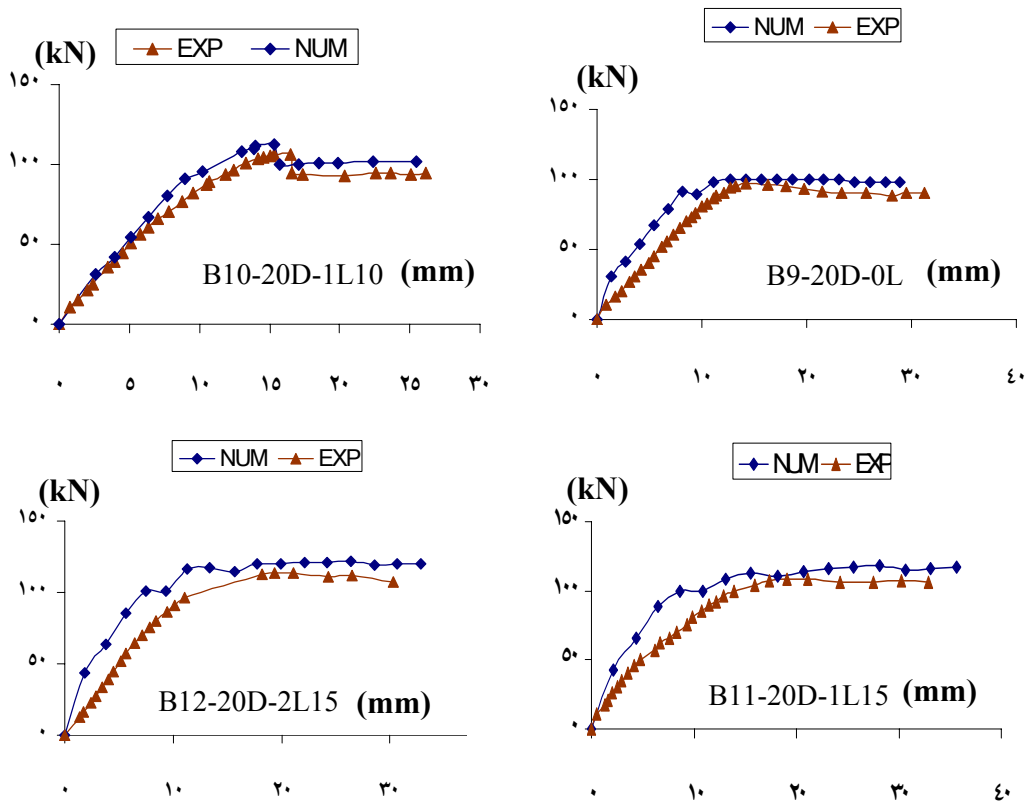 EXP NUM
(kN)
١٥٠
١٠٠
٥٠
٠
B10-20D-1L10 (mm)
٠ ٥ ١٠ ١٥ ٢٠ ٢٥ ٣٠
NUM EXP
(kN)
١٥٠
١٠٠
٥٠
٠
B9-20D-0L (mm)
٠ ١٠ ٢٠ ٣٠ ٤٠
NUM EXP
(kN)
١٥٠
١٠٠
٥٠
٠
B12-20D-2L15 (mm)
٠ ١٠ ٢٠ ٣٠
NUM EXP
(kN)
١٥٠
١٠٠
٥٠
٠
B11-20D-1L15 (mm)
٠ ١٠ ٢٠ ٣٠ ٤٠